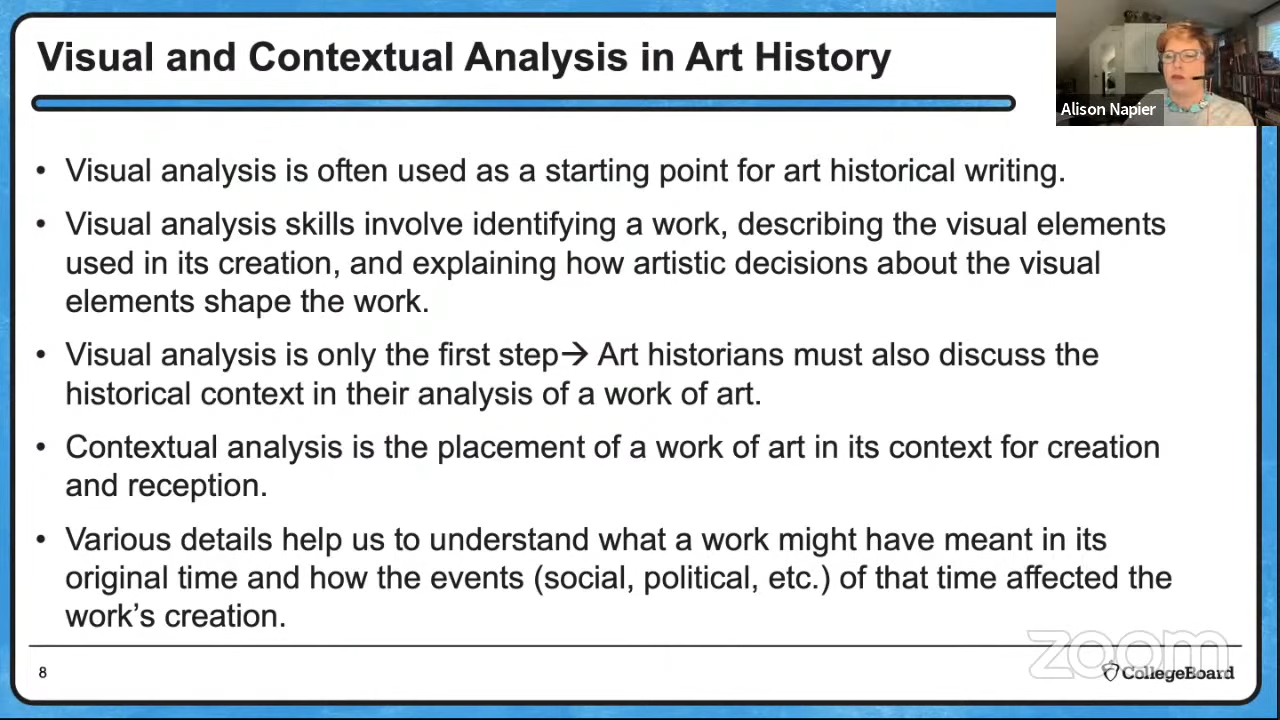 Visual and Contextual Analysis in Art History
Alison Napier
• Visual analysis is often used as a starting point for art historical writing.
• Visual analysis skills involve identifying a work, describing the visual elements
used in its creation, and explaining how artistic decisions about the visual
elements shape the work.
• Visual analysis is only the first step→ Art historians must also discuss the
historical context in their analysis of a work of art.
• Contextual analysis is the placement of a work of art in its context for creation
and reception.
• Various details help us to understand what a work might have meant in its
original time and how the events (social, political, etc.) of that time affected the
work’s creation.
zoom
8
CollegeBoard